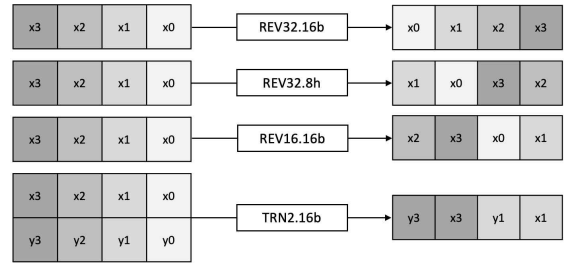 x3 x2 x1 x0 REV32.16b x0 x1 x2 x3
x3 x2 x1 x0 REV32.8h x1 x0 x3 x2
x3 x2 x1 x0 REV16.16b x2 x3 x0 x1
x3 x2 x1 x0
TRN2.16b y3 x3 y1 x1
y3 y2 y1 y0